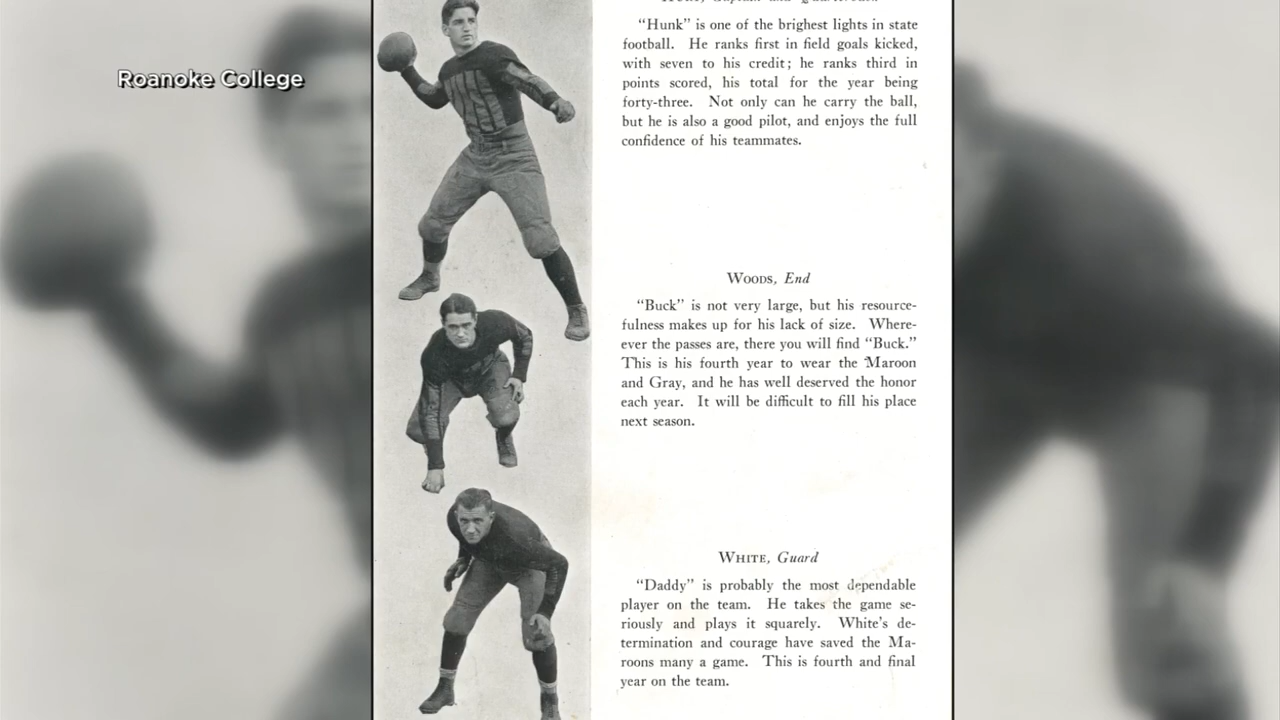 Roanoke College
"Hunk" is one of the brighest lights in state
football. He ranks first in field goals kicked,
with seven to his credit; he ranks third in
points scored, his total for the year being
forty-three. Not only can he carry the ball,
but he is also a good pilot, and enjoys the full
confidence of his teammates.
Woods, End
"Buck" is not very large, but his resource-
fulness makes up for his lack of size. Where-
ever the passes are, there you will find "Buck."
This is his fourth year to wear the Maroon
and Gray, and he has well deserved the honor
each year. It will be difficult to fill his place
next season.
White, Guard
"Daddy" is probably the most dependable
player on the team. He takes the game se-
riously and plays it squarely. White's de-
termination and courage have saved the Ma-
roons many a game. This is fourth and final
year on the team.